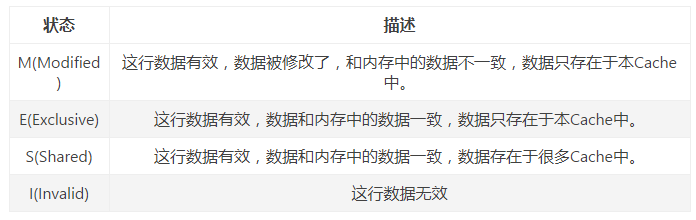 状态 描述
M(Modified 这行数据有效，数据被修改了，和内存中的数据不一致，数据只存在于本Cache
) 中。
E(Exclusive) 这行数据有效，数据和内存中的数据一致，数据只存在于本Cache中。
S(Shared) 这行数据有效，数据和内存中的数据一致，数据存在于很多Cache中。
I(Invalid) 这行数据无效